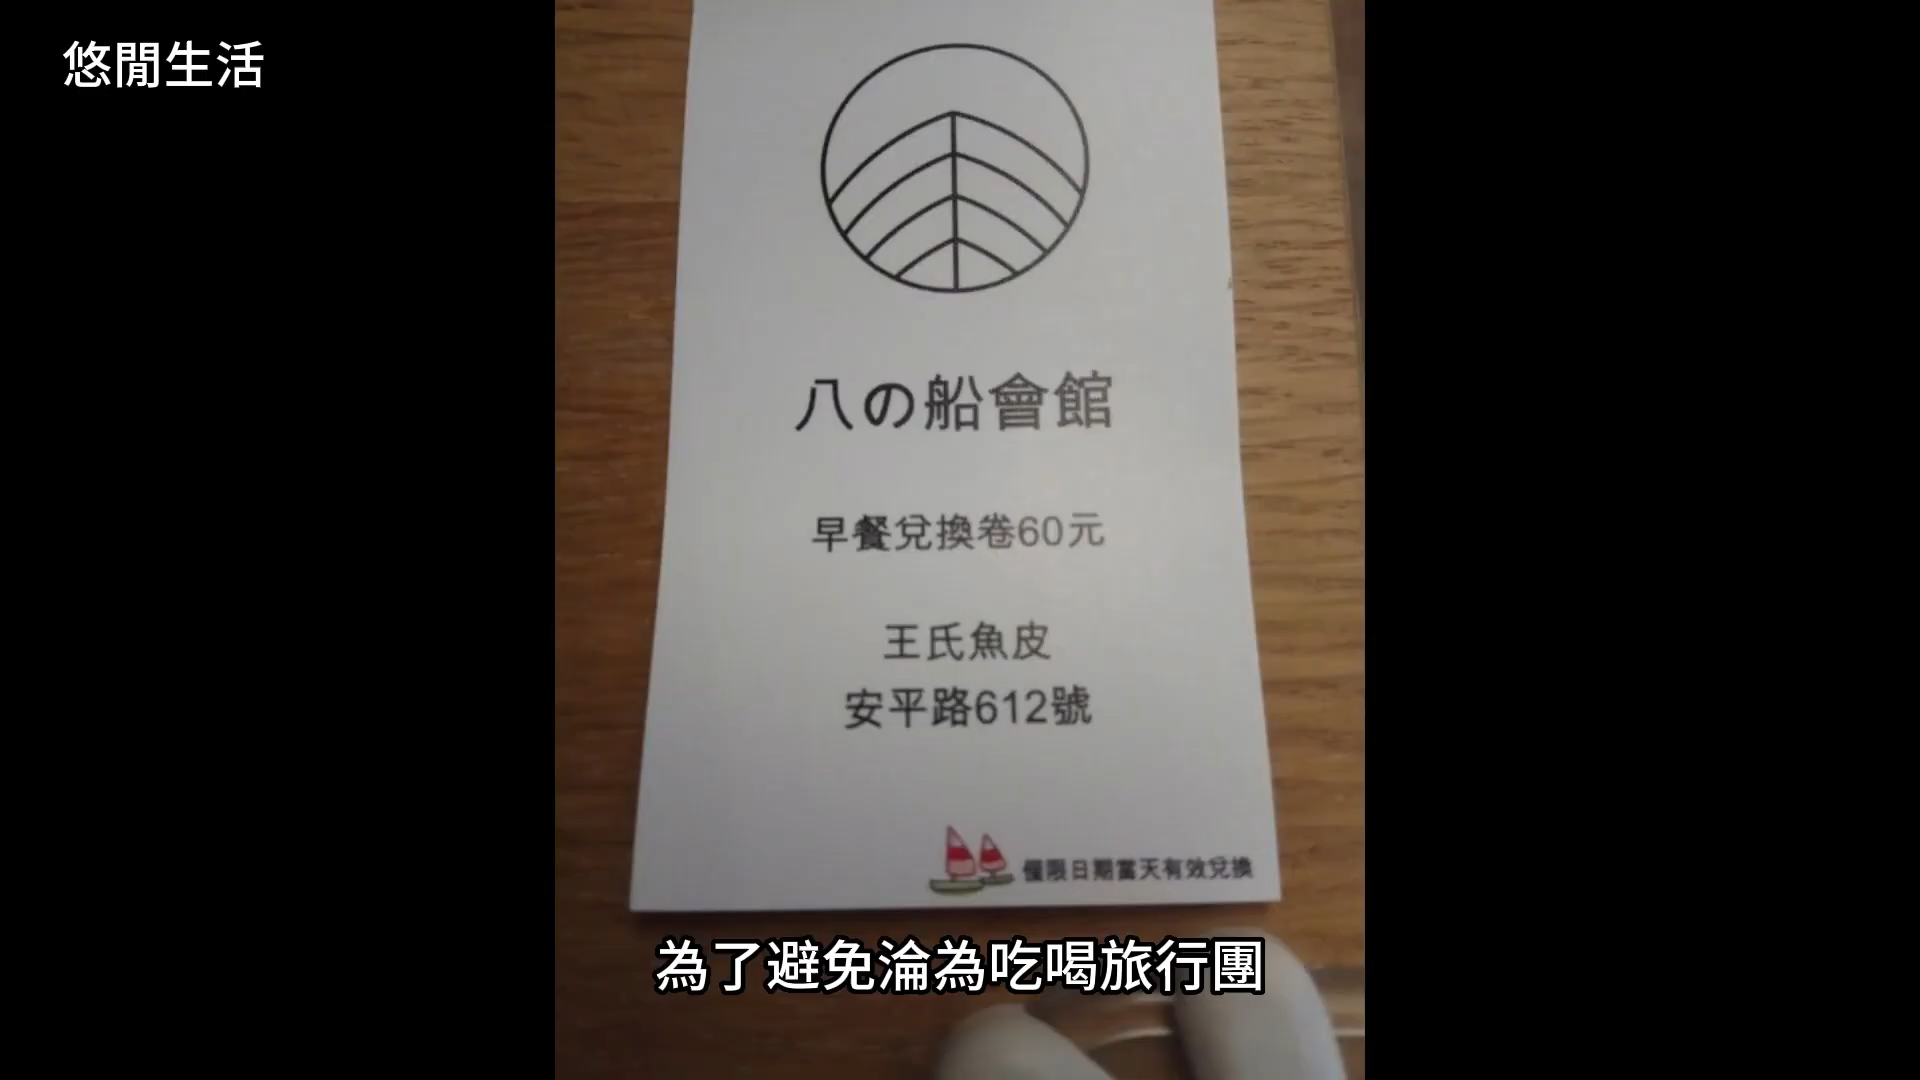 悠閒生活
八の船會館
早餐兌換卷60元
王氏魚皮
安平路612號
僅限日期當天有效兌換
為了避免淪為吃喝旅行團